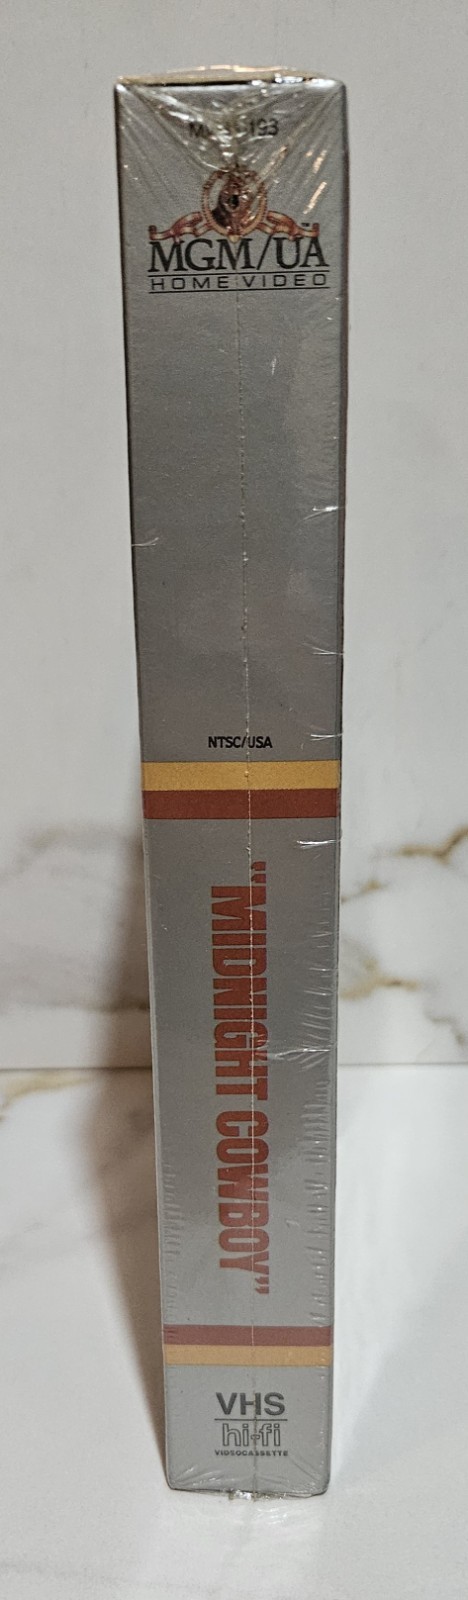 MGM/UA
HOME VIDEO
NTSC/USA
"MIDNIGHT COWBOY"
VHS
hi-fi
VIDEOCASSETTE